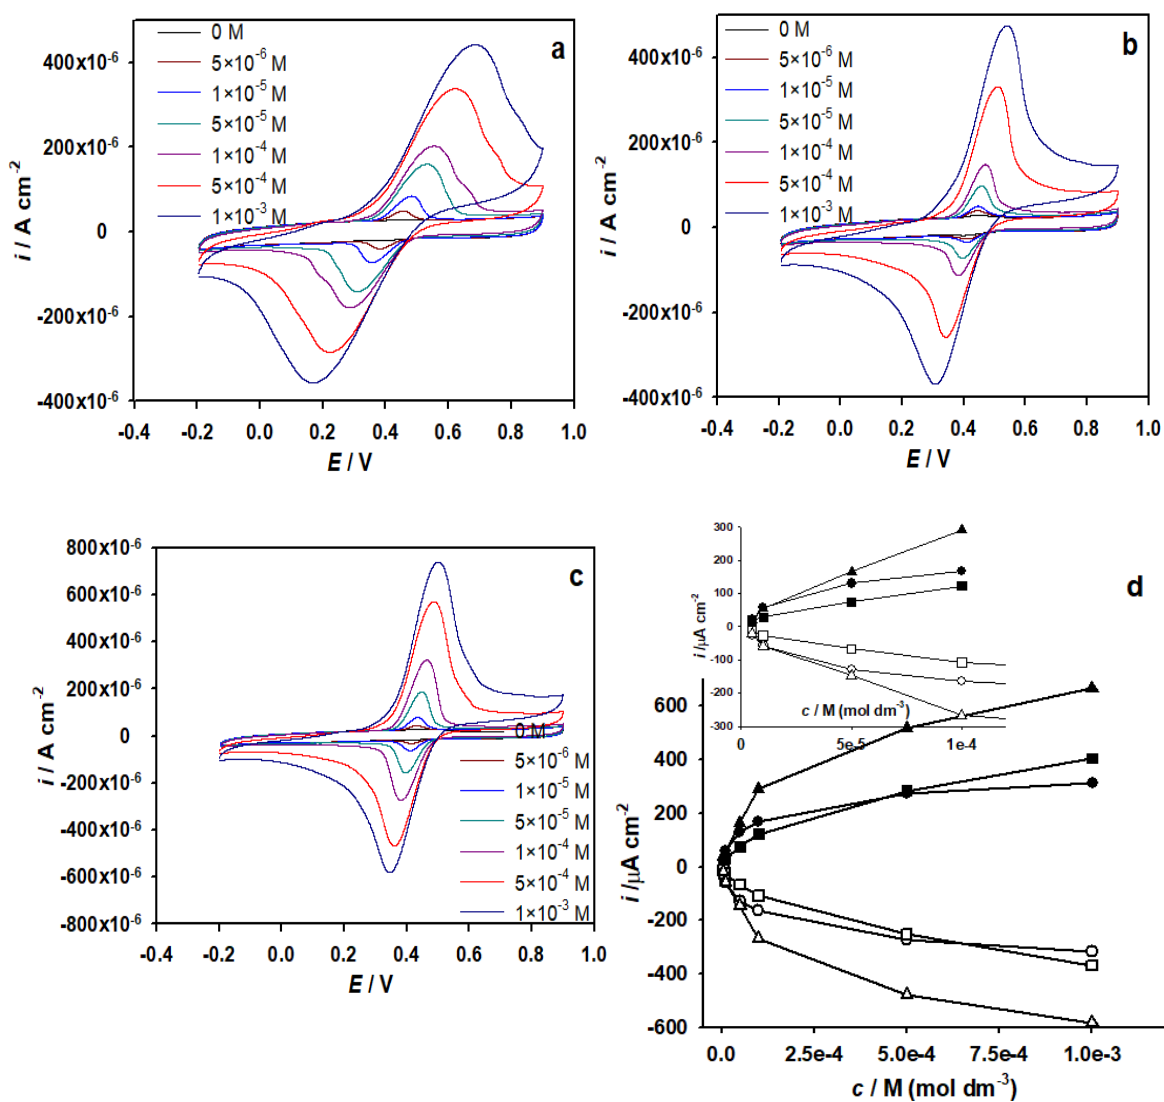 a
0 M
5×10⁻⁶ M
1×10⁻⁵ M
5×10⁻⁵ M
1×10⁻⁴ M
5×10⁻⁴ M
1×10⁻³ M
400x10⁻⁶
200x10⁻⁶
0
-200x10⁻⁶
-400x10⁻⁶
i / A cm⁻²
-0.4 -0.2 0.0 0.2 0.4 0.6 0.8 1.0
E / V
b
0 M
5×10⁻⁶ M
1×10⁻⁵ M
5×10⁻⁵ M
1×10⁻⁴ M
5×10⁻⁴ M
1×10⁻³ M
400x10⁻⁶
200x10⁻⁶
0
-200x10⁻⁶
-400x10⁻⁶
i / A cm⁻²
-0.4 -0.2 0.0 0.2 0.4 0.6 0.8 1.0
E / V
c
800x10⁻⁶
600x10⁻⁶
400x10⁻⁶
200x10⁻⁶
0
-200x10⁻⁶
-400x10⁻⁶
-600x10⁻⁶
-800x10⁻⁶
i / A cm⁻²
0 M
5×10⁻⁶ M
1×10⁻⁵ M
5×10⁻⁵ M
1×10⁻⁴ M
5×10⁻⁴ M
1×10⁻³ M
-0.4 -0.2 0.0 0.2 0.4 0.6 0.8 1.0
E / V
d
300
200
100
0
-100
-200
-300
i /µA cm⁻²
c / M (mol dm⁻³)
0 5e-5 1e-4
600
400
200
0
-200
-400
-600
i /µA cm⁻²
0.0 2.5e-4 5.0e-4 7.5e-4 1.0e-3
c / M (mol dm⁻³)